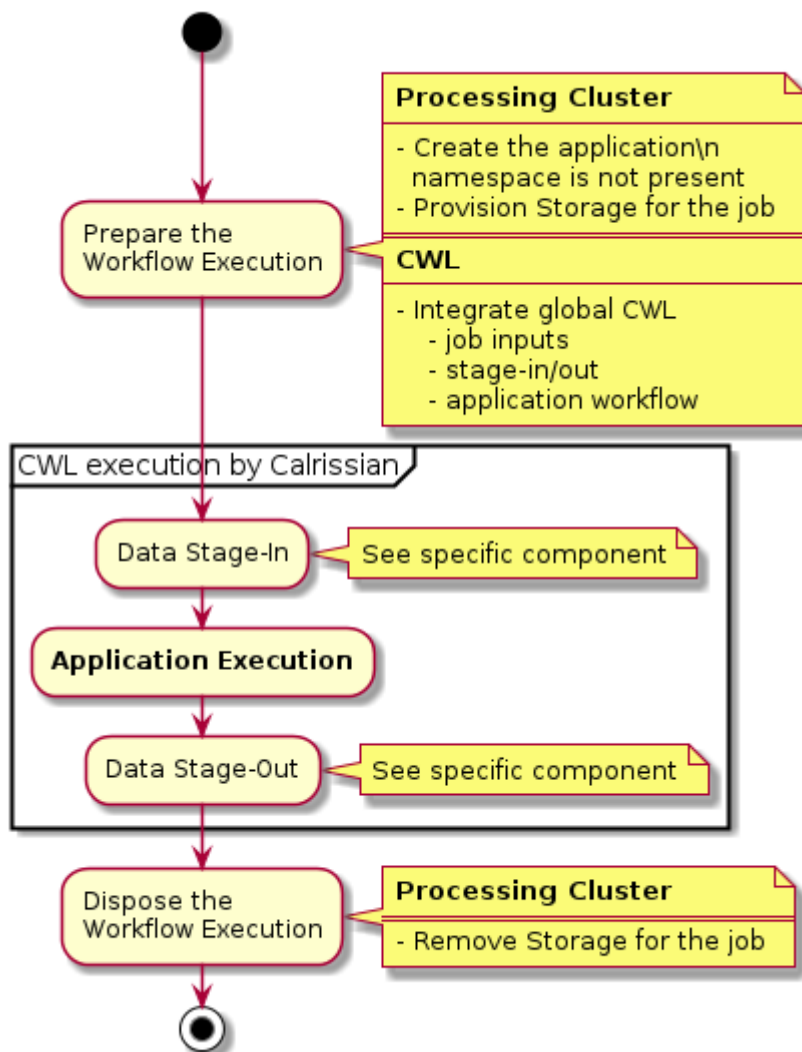 Processing Cluster
- Create the application\n
namespace is not present
- Provision Storage for the job
Prepare the
Workflow Execution
CWL
- Integrate global CWL
- job inputs
- stage-in/out
- application workflow
CWL execution by Calrissian
Data Stage-In
See specific component
Application Execution
Data Stage-Out
See specific component
Dispose the
Workflow Execution
Processing Cluster
- Remove Storage for the job